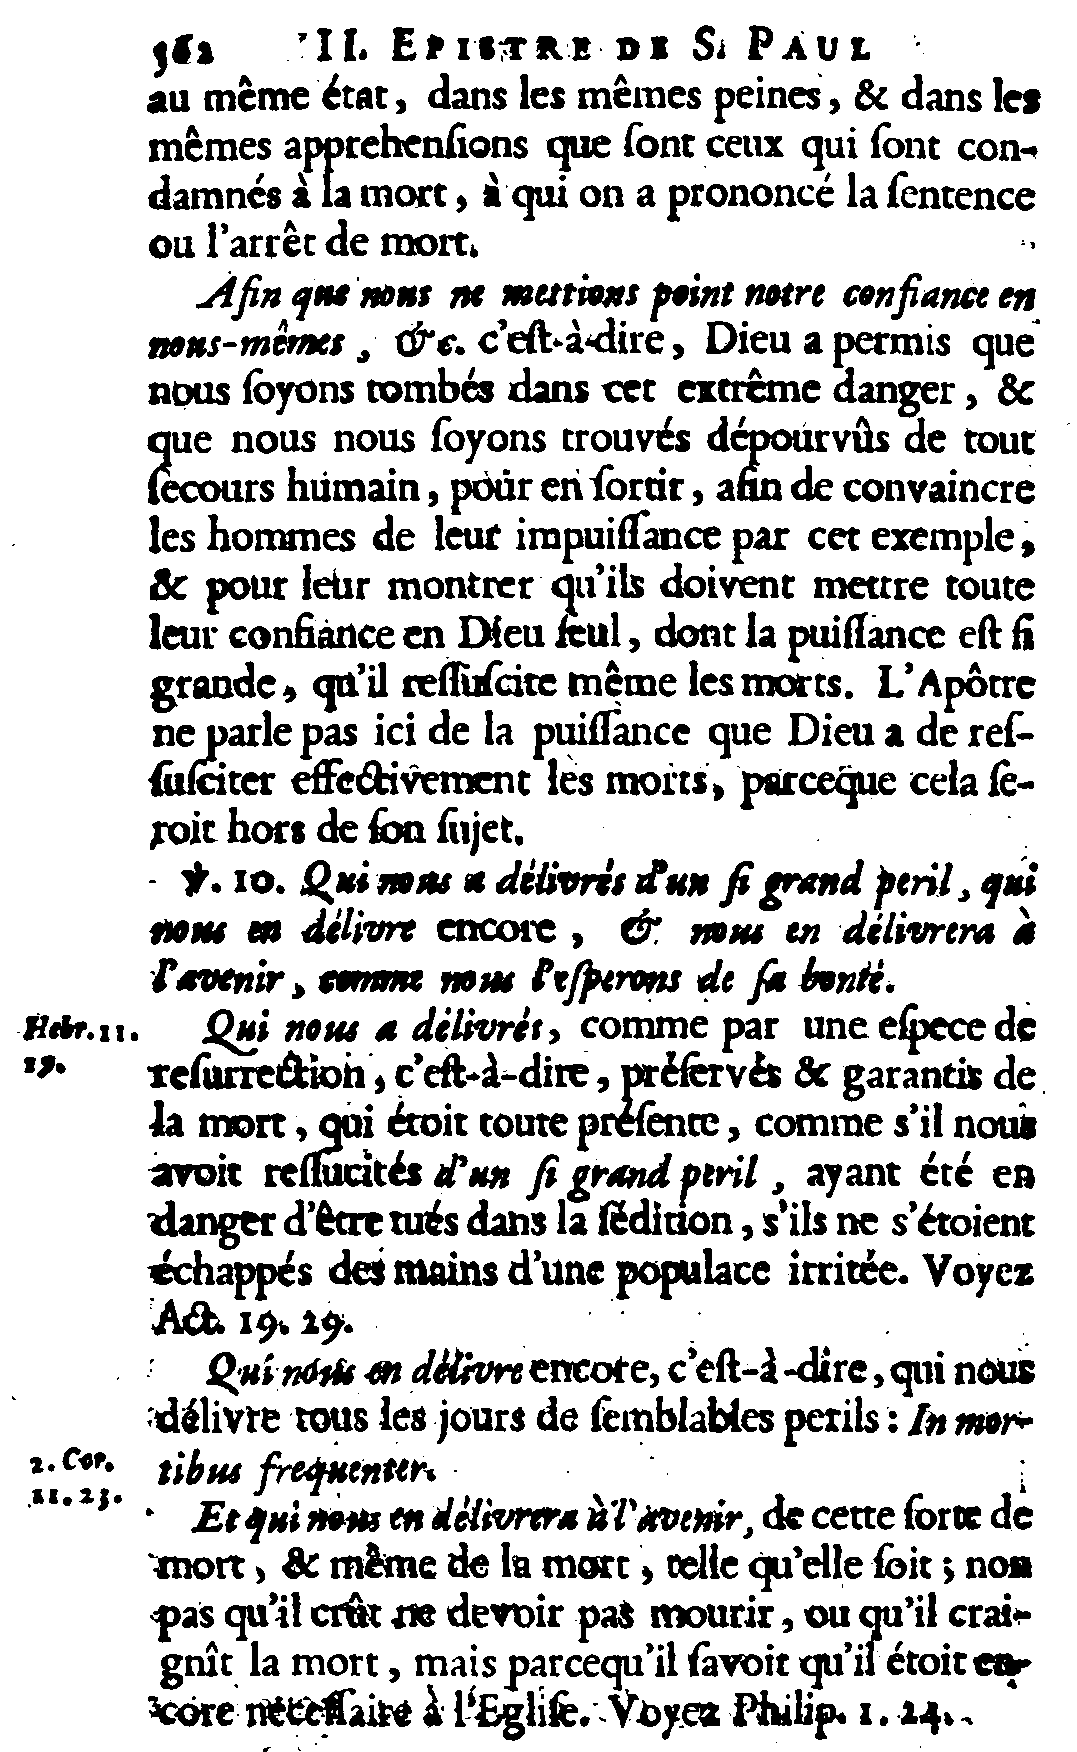 362 II. EPISTRE DE S. PAUL
au même état, dans les mêmes peines, & dans les
mêmes apprehenſions que ſont ceux qui ſont con-
damnés à la mort, à qui on a prononcé la ſentence
ou l'arrêt de mort.
Afin que nous ne mettions point notre confiance en
nous-mêmes, &c. c'eſt-à-dire, Dieu a permis que
nous ſoyons tombés dans cet extrême danger, &
que nous nous ſoyons trouvés dépourvûs de tout
ſecours humain, pour en ſortir, afin de convaincre
les hommes de leur impuiſſance par cet exemple,
& pour leur montrer qu'ils doivent mettre toute
leur confiance en Dieu ſeul, dont la puiſſance eſt ſi
grande, qu'il reſſuſcite même les morts. L'Apôtre
ne parle pas ici de la puiſſance que Dieu a de reſ-
ſuſciter effectivement les morts, parceque cela ſe-
roit hors de ſon ſujet.
℣. 10. Qui nous a délivrés d'un ſi grand peril, qui
nous en délivre encore, & nous en délivrera à
l'avenir, comme nous l'eſperons de ſa bonté.
Hebr. 11. Qui nous a délivrés, comme par une eſpece de
19. reſurrection, c'eſt-à-dire, préſervés & garantis de
la mort, qui étoit toute préſente, comme s'il nous
avoit reſſucités d'un ſi grand peril, ayant été en
danger d'être tués dans la ſédition, s'ils ne s'étoient
échappés des mains d'une populace irritée. Voyez
Act. 19. 29.
Qui nous en délivre encore, c'eſt-à-dire, qui nous
délivre tous les jours de ſemblables perils : In mor-
2. Cor. tibus frequenter.
11. 23. Et qui nous en délivrera à l'avenir, de cette ſorte de
mort, & même de la mort, telle qu'elle ſoit ; non
pas qu'il crût ne devoir pas mourir, ou qu'il crai-
gnît la mort, mais parcequ'il ſavoit qu'il étoit en-
core néceſſaire à l'Egliſe. Voyez Philip. 1. 24.